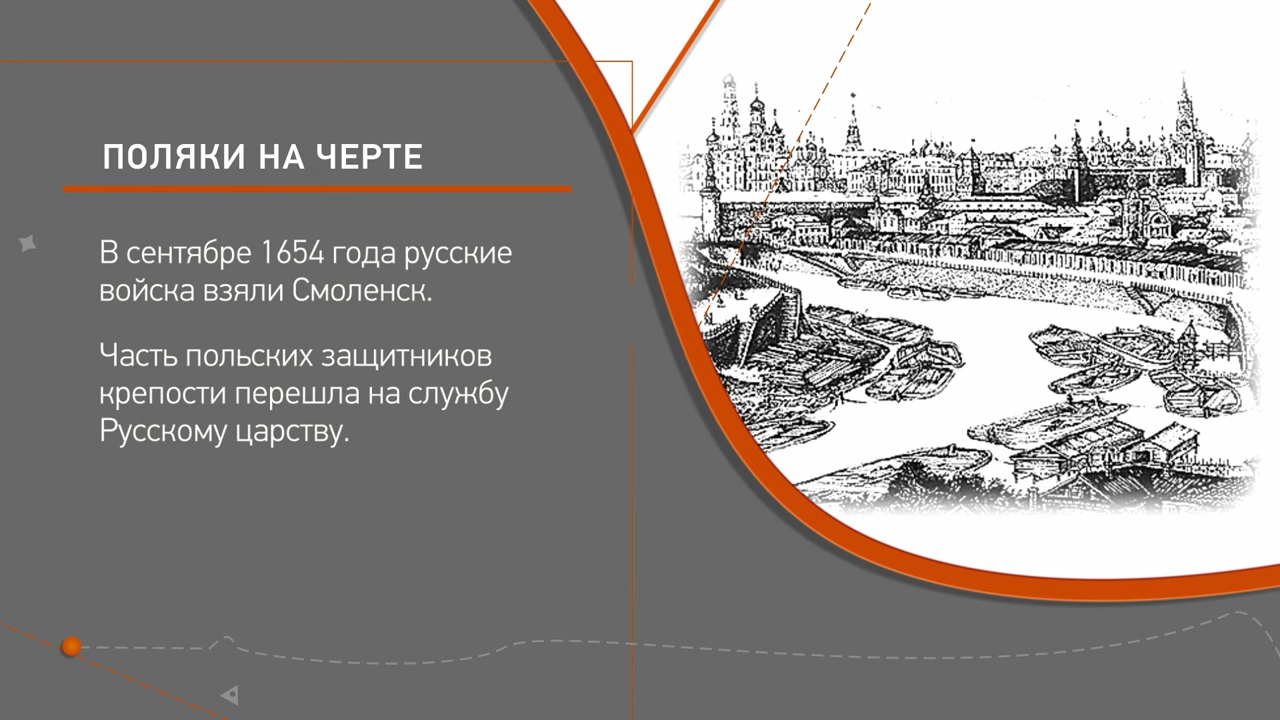 ПОЛЯКИ НА ЧЕРТЕ
В сентябре 1654 года русские
войска взяли Смоленск.
Часть польских защитников
крепости перешла на службу
Русскому царству.